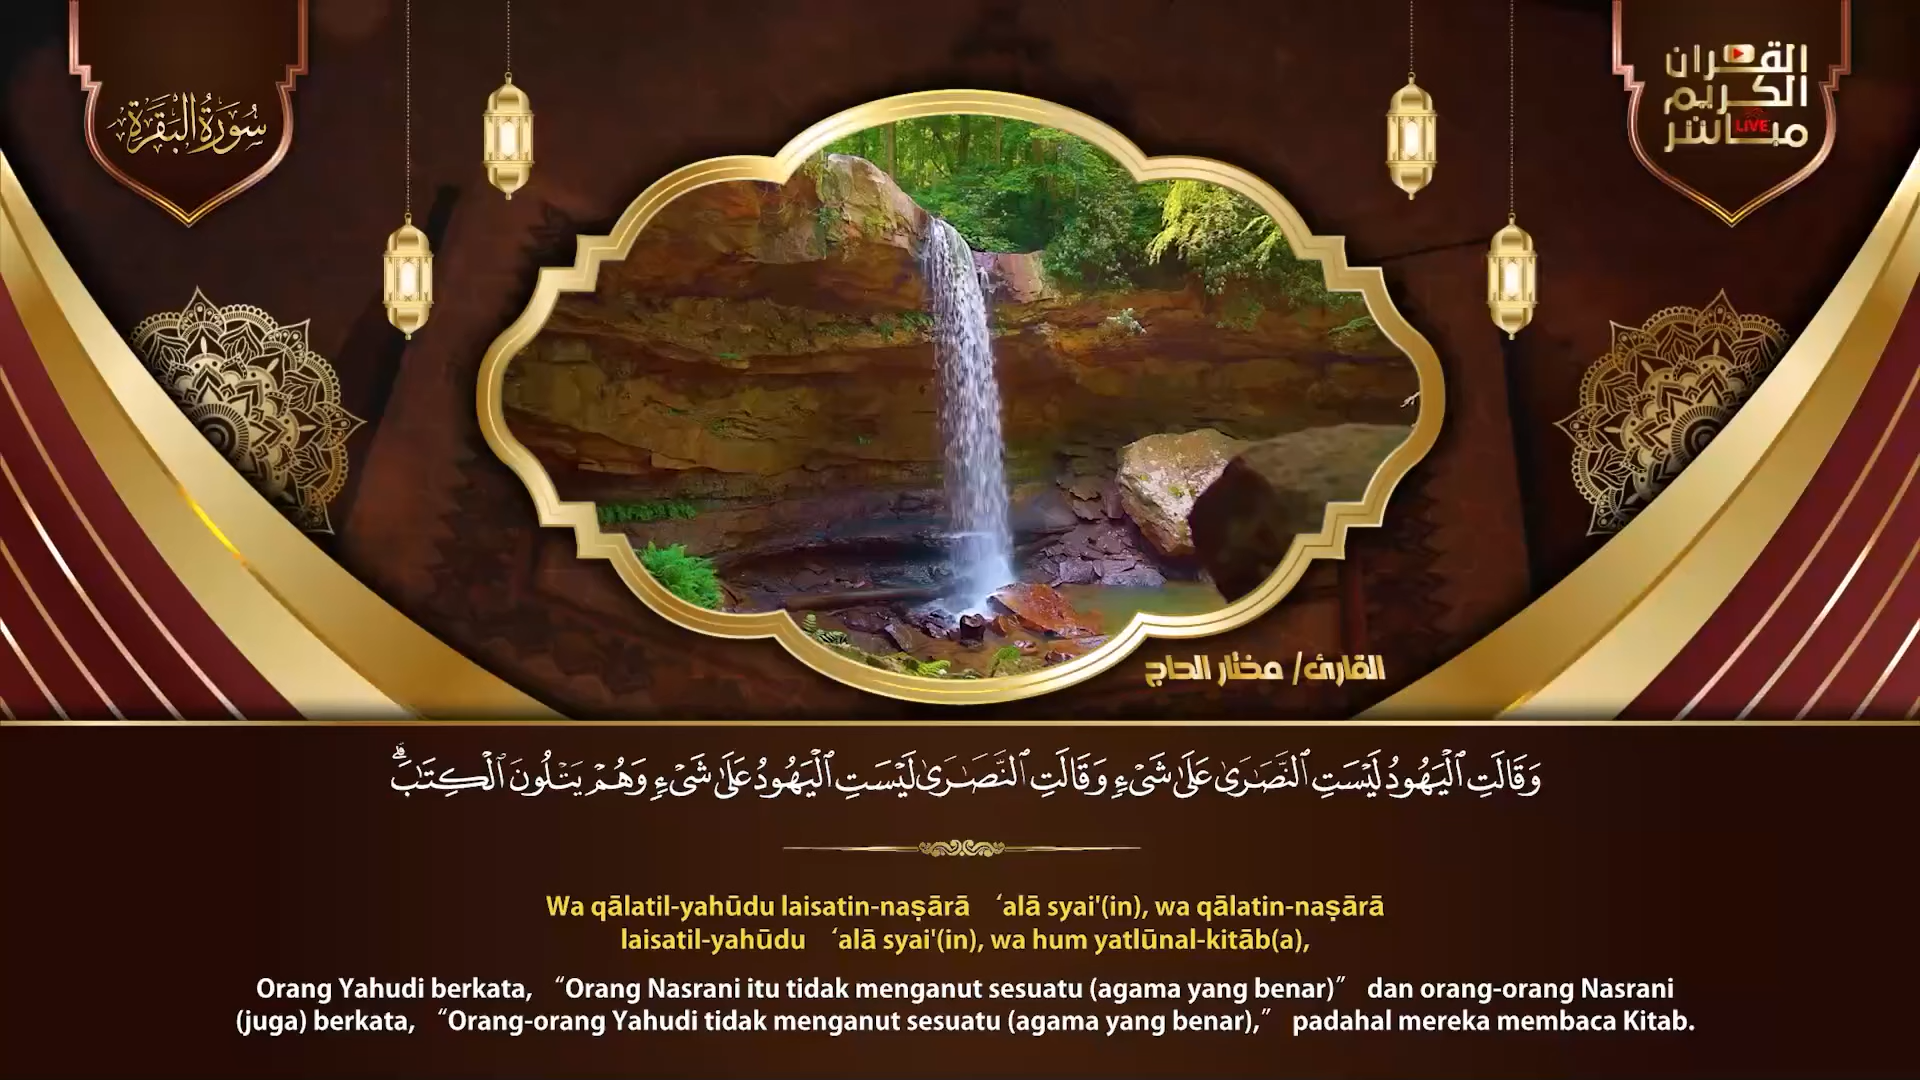 سُورَةُ البَقَرَة
القران
الكريم
مباشر
LIVE
القارئ/ مختار الحاج
وَقَالَتِ ٱلْيَهُودُ لَيْسَتِ ٱلنَّصَـٰرَىٰ عَلَىٰ شَىْءٍ وَقَالَتِ ٱلنَّصَـٰرَىٰ لَيْسَتِ ٱلْيَهُودُ عَلَىٰ شَىْءٍ وَهُمْ يَتْلُونَ ٱلْكِتَـٰبَ ۗ
Wa qālatil-yahūdu laisatin-naṣārā ‘alā syai'(in), wa qālatin-naṣārā
laisatil-yahūdu ‘alā syai'(in), wa hum yatlūnal-kitāb(a),
Orang Yahudi berkata, “Orang Nasrani itu tidak menganut sesuatu (agama yang benar)” dan orang-orang Nasrani
(juga) berkata, “Orang-orang Yahudi tidak menganut sesuatu (agama yang benar),” padahal mereka membaca Kitab.